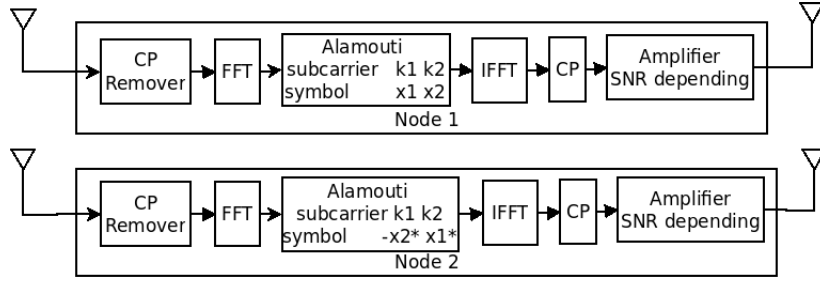 CP
Remover
FFT
Alamouti
subcarrier k1 k2
symbol x1 x2
IFFT
CP
Amplifier
SNR depending
Node 1
CP
Remover
FFT
Alamouti
subcarrier k1 k2
symbol -x2* x1*
IFFT
CP
Amplifier
SNR depending
Node 2